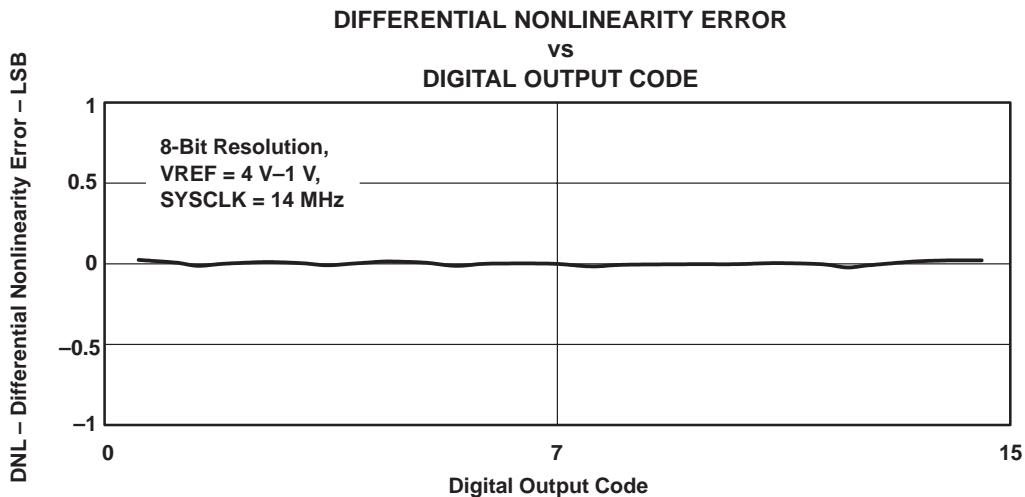 DIFFERENTIAL NONLINEARITY ERROR
vs
DIGITAL OUTPUT CODE
DNL – Differential Nonlinearity Error – LSB
1
8-Bit Resolution,
VREF = 4 V–1 V,
SYSCLK = 14 MHz
0.5
0
–0.5
–1
0
7
15
Digital Output Code